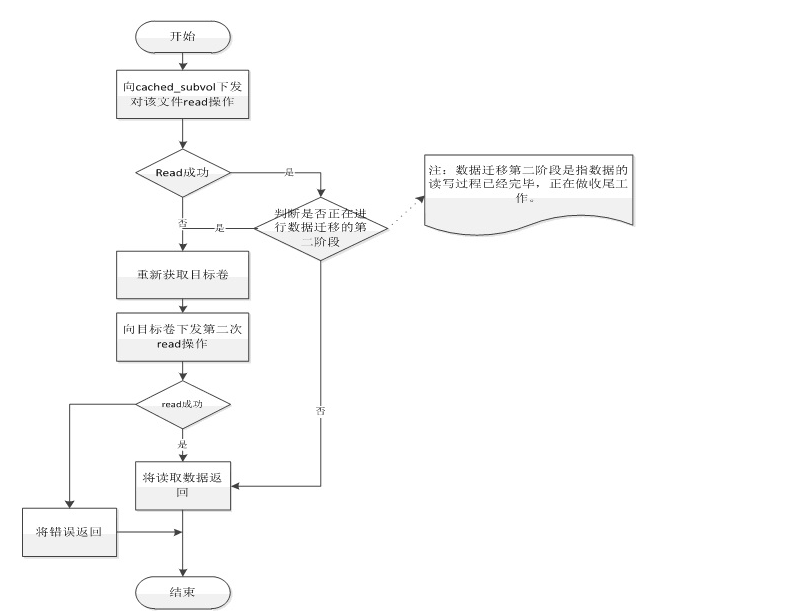 开始
向cached_subvol下发
对该文件read操作
Read成功
是
注：数据迁移第二阶段是指数据的
读写过程已经完毕，正在做收尾工
作。
判断是否正在进
行数据迁移的第
二阶段
否
是
重新获取目标卷
向目标卷下发第二次
read操作
read成功
否
是
将读取数据返
回
将错误返回
结束